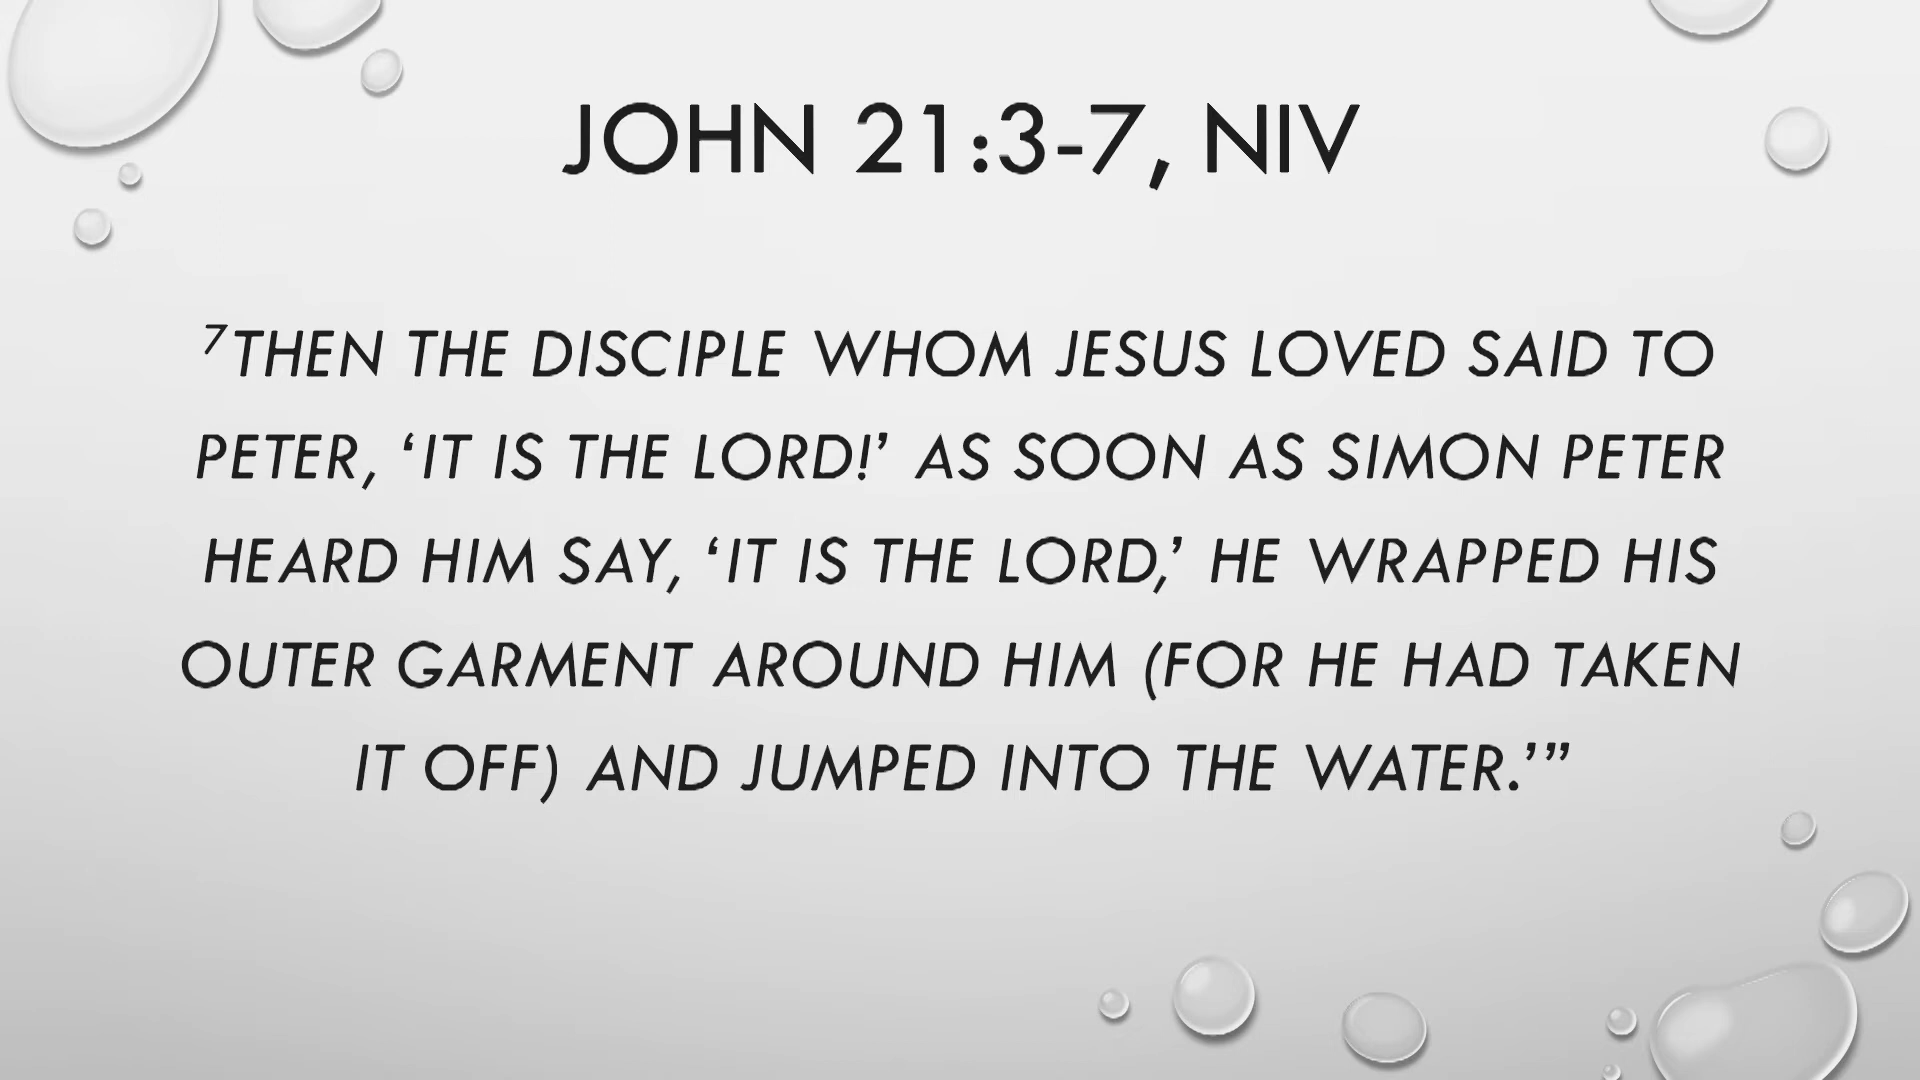 JOHN 21:3-7, NIV
⁷THEN THE DISCIPLE WHOM JESUS LOVED SAID TO
PETER, ‘IT IS THE LORD!’ AS SOON AS SIMON PETER
HEARD HIM SAY, ‘IT IS THE LORD,’ HE WRAPPED HIS
OUTER GARMENT AROUND HIM (FOR HE HAD TAKEN
IT OFF) AND JUMPED INTO THE WATER.’”